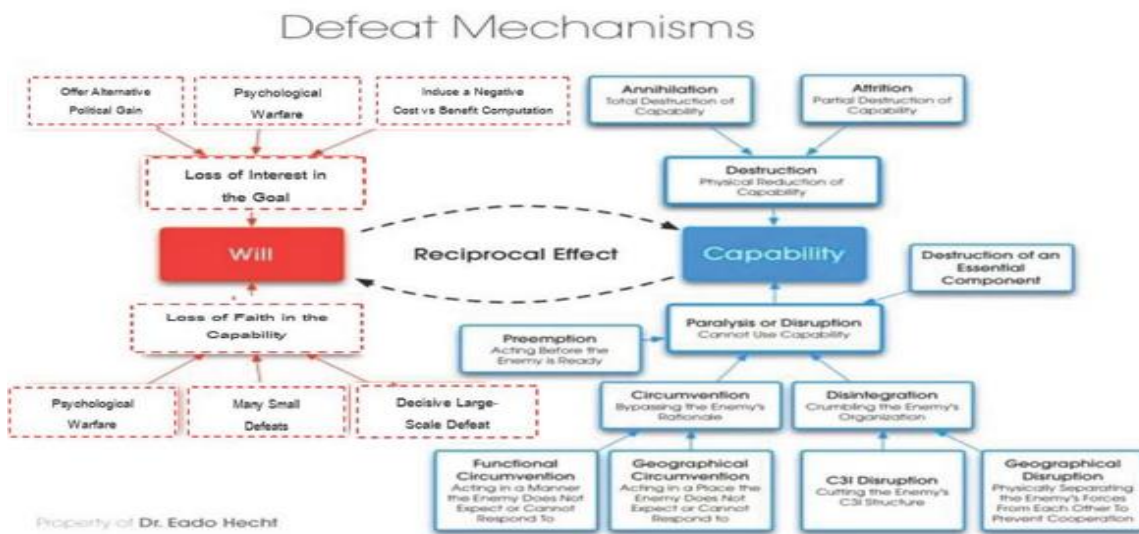 Defeat Mechanisms
Offer Alternative
Political Gain
Psychological
Warfare
Induce a Negative
Cost vs Benefit Computation
Annihilation
Total Destruction of
Capability
Attrition
Partial Destruction of
Capability
Loss of Interest in
the Goal
Destruction
Physical Reduction of
Capability
Will
Reciprocal Effect
Capability
Destruction of an
Essential
Component
Loss of Faith in the
Capability
Preemption
Acting Before the
Enemy is Ready
Paralysis or Disruption
Cannot Use Capability
Psychological
Warfare
Many Small
Defeats
Decisive Large-
Scale Defeat
Circumvention
Bypassing the Enemy's
Rationale
Disintegration
Crumbling the Enemy's
Organization
Functional
Circumvention
Acting in a Manner
the Enemy Does Not
Expect or Cannot
Respond To
Geographical
Circumvention
Acting in a Place the
Enemy Does Not
Expect or Cannot
Respond to
C3I Disruption
Cutting the Enemy's
C3I Structure
Geographical
Disruption
Physically Separating
the Enemy's Forces
From Each Other To
Prevent Cooperation
Property of Dr. Eado Hecht